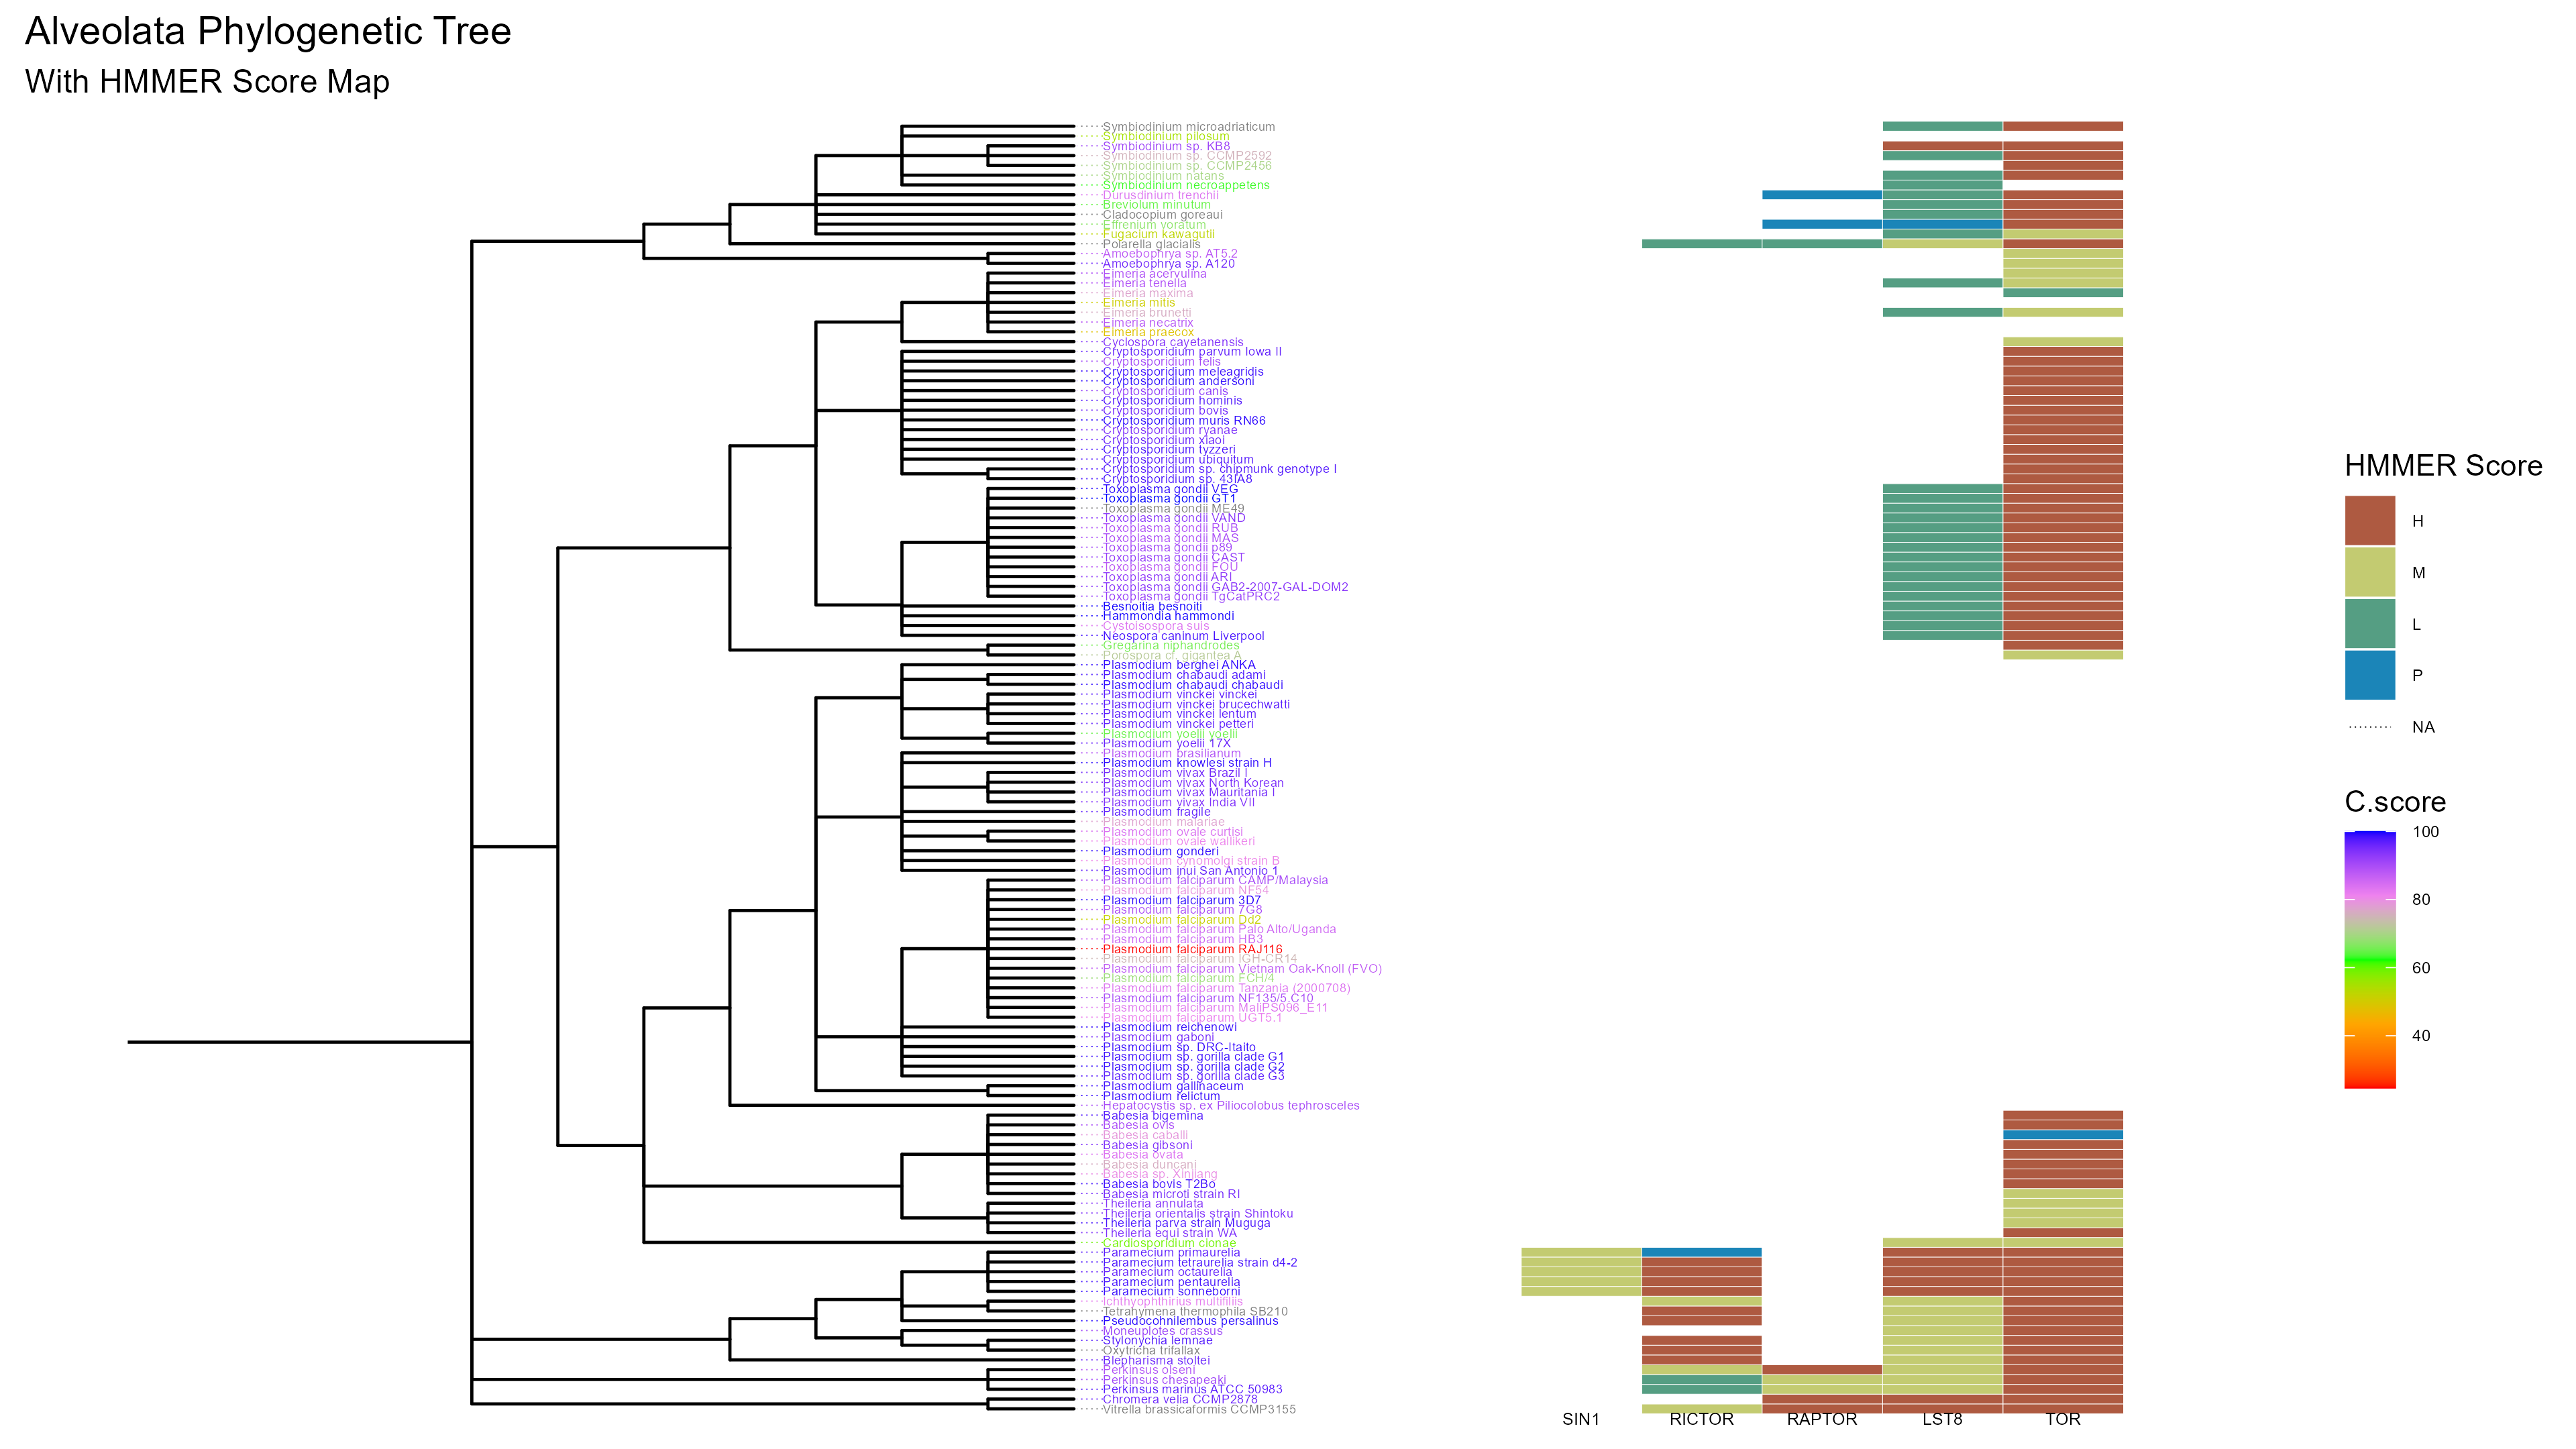 Alveolata Phylogenetic Tree
With HMMER Score Map
Symbiodinium microadriaticum
Symbiodinium pilosum
Symbiodinium sp. KB8
Symbiodinium sp. CCMP2592
Symbiodinium sp. CCMP2456
Symbiodinium natans
Symbiodinium necroappetens
Durusdinium trenchii
Breviolum minutum
Cladocopium goreaui
Effrenium voratum
Fugacium kawagutii
Polarella glacialis
Amoebophrya sp. AT5.2
Amoebophrya sp. A120
Eimeria acervulina
Eimeria tenella
Eimeria maxima
Eimeria mitis
Eimeria brunetti
Eimeria necatrix
Eimeria praecox
Cyclospora cayetanensis
Cryptosporidium parvum Iowa II
Cryptosporidium felis
Cryptosporidium meleagridis
Cryptosporidium andersoni
Cryptosporidium canis
Cryptosporidium hominis
Cryptosporidium bovis
Cryptosporidium muris RN66
Cryptosporidium ryanae
Cryptosporidium xiaoi
Cryptosporidium tyzzeri
Cryptosporidium ubiquitum
Cryptosporidium sp. chipmunk genotype I
Cryptosporidium sp. 43IA8
Toxoplasma gondii VEG
Toxoplasma gondii GT1
Toxoplasma gondii ME49
Toxoplasma gondii VAND
Toxoplasma gondii RUB
Toxoplasma gondii MAS
Toxoplasma gondii p89
Toxoplasma gondii CAST
Toxoplasma gondii FOU
Toxoplasma gondii ARI
Toxoplasma gondii GAB2-2007-GAL-DOM2
Toxoplasma gondii TgCatPRC2
Besnoitia besnoiti
Hammondia hammondi
Cystoisospora suis
Neospora caninum Liverpool
Gregarina niphandrodes
Porospora cf. gigantea A
Plasmodium berghei ANKA
Plasmodium chabaudi adami
Plasmodium chabaudi chabaudi
Plasmodium vinckei vinckei
Plasmodium vinckei brucechwatti
Plasmodium vinckei lentum
Plasmodium vinckei petteri
Plasmodium yoelii yoelii
Plasmodium yoelii 17X
Plasmodium brasilianum
Plasmodium knowlesi strain H
Plasmodium vivax Brazil I
Plasmodium vivax North Korean
Plasmodium vivax Mauritania I
Plasmodium vivax India VII
Plasmodium fragile
Plasmodium malariae
Plasmodium ovale curtisi
Plasmodium ovale wallikeri
Plasmodium gonderi
Plasmodium cynomolgi strain B
Plasmodium inui San Antonio 1
Plasmodium falciparum CAMP/Malaysia
Plasmodium falciparum NF54
Plasmodium falciparum 3D7
Plasmodium falciparum 7G8
Plasmodium falciparum Dd2
Plasmodium falciparum Palo Alto/Uganda
Plasmodium falciparum HB3
Plasmodium falciparum RAJ116
Plasmodium falciparum IGH-CR14
Plasmodium falciparum Vietnam Oak-Knoll (FVO)
Plasmodium falciparum FCH/4
Plasmodium falciparum Tanzania (2000708)
Plasmodium falciparum NF135/5.C10
Plasmodium falciparum MaliPS096_E11
Plasmodium falciparum UGT5.1
Plasmodium reichenowi
Plasmodium gaboni
Plasmodium sp. DRC-Itaito
Plasmodium sp. gorilla clade G1
Plasmodium sp. gorilla clade G2
Plasmodium sp. gorilla clade G3
Plasmodium gallinaceum
Plasmodium relictum
Hepatocystis sp. ex Piliocolobus tephrosceles
Babesia bigemina
Babesia ovis
Babesia caballi
Babesia gibsoni
Babesia ovata
Babesia duncani
Babesia sp. Xinjiang
Babesia bovis T2Bo
Babesia microti strain RI
Theileria annulata
Theileria orientalis strain Shintoku
Theileria parva strain Muguga
Theileria equi strain WA
Cardiosporidium cionae
Paramecium primaurelia
Paramecium tetraurelia strain d4-2
Paramecium octaurelia
Paramecium pentaurelia
Paramecium sonneborni
Ichthyophthirius multifiliis
Tetrahymena thermophila SB210
Pseudocohnilembus persalinus
Moneuplotes crassus
Stylonychia lemnae
Oxytricha trifallax
Blepharisma stoltei
Perkinsus olseni
Perkinsus chesapeaki
Perkinsus marinus ATCC 50983
Chromera velia CCMP2878
Vitrella brassicaformis CCMP3155
SIN1 RICTOR RAPTOR LST8 TOR
HMMER Score
H
M
L
P
NA
C.score
100
80
60
40